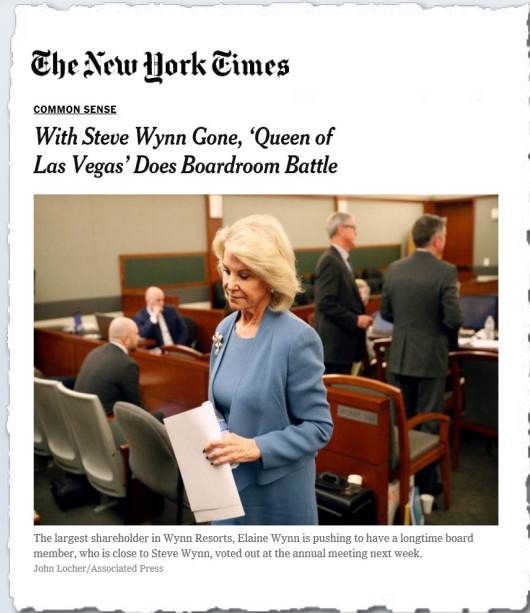 The New York Times
COMMON SENSE
With Steve Wynn Gone, ‘Queen of
Las Vegas’ Does Boardroom Battle
The largest shareholder in Wynn Resorts, Elaine Wynn is pushing to have a longtime board
member, who is close to Steve Wynn, voted out at the annual meeting next week.
John Locher/Associated Press